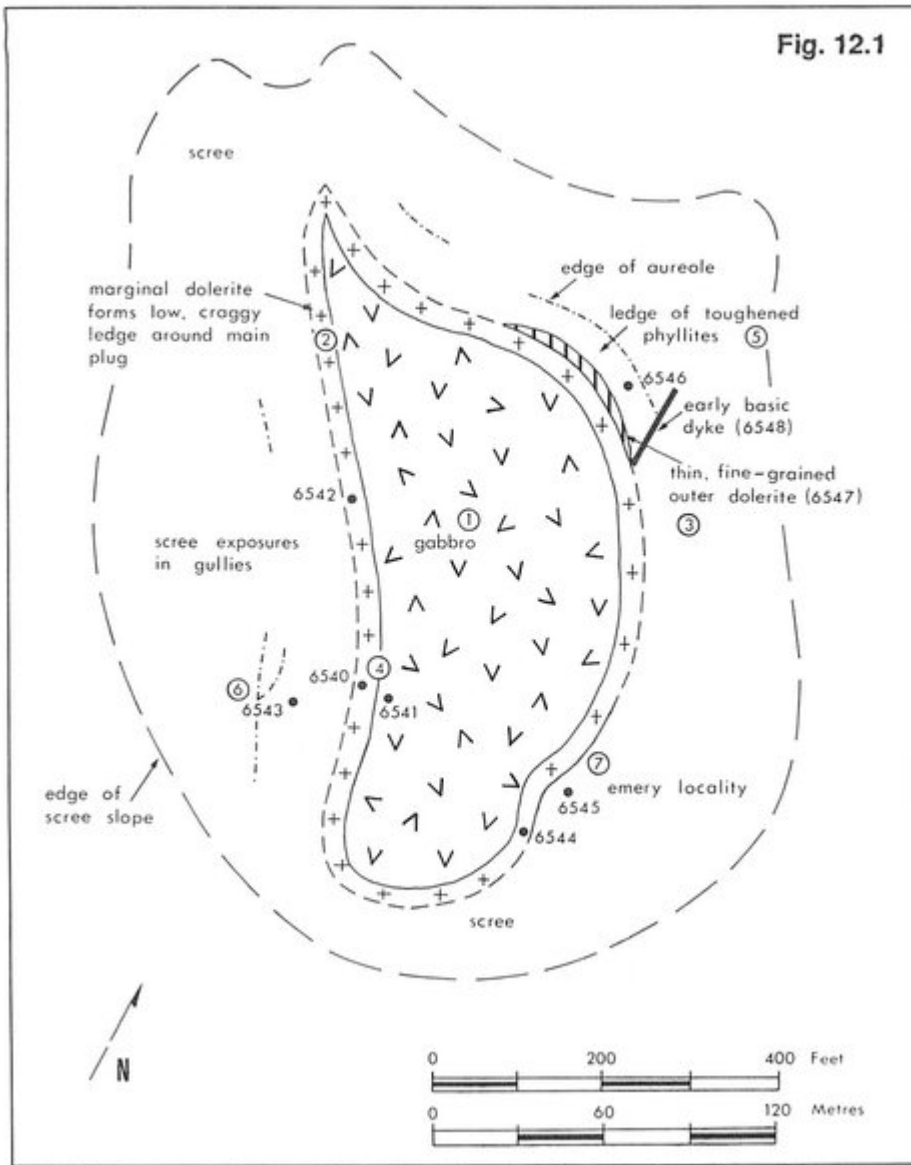 Fig. 12.1
scree
edge of aureole
marginal dolerite
forms low, craggy
ledge around main
plug
ledge of toughened
phyllites
5
2
6546
early basic
dyke (6548)
thin, fine-grained
outer dolerite (6547)
6542
1
gabbro
3
scree exposures
in gullies
6540
4
6
6543
6541
7
emery locality
6545
edge of
scree slope
6544
scree
N
0 200 400 Feet
0 60 120 Metres